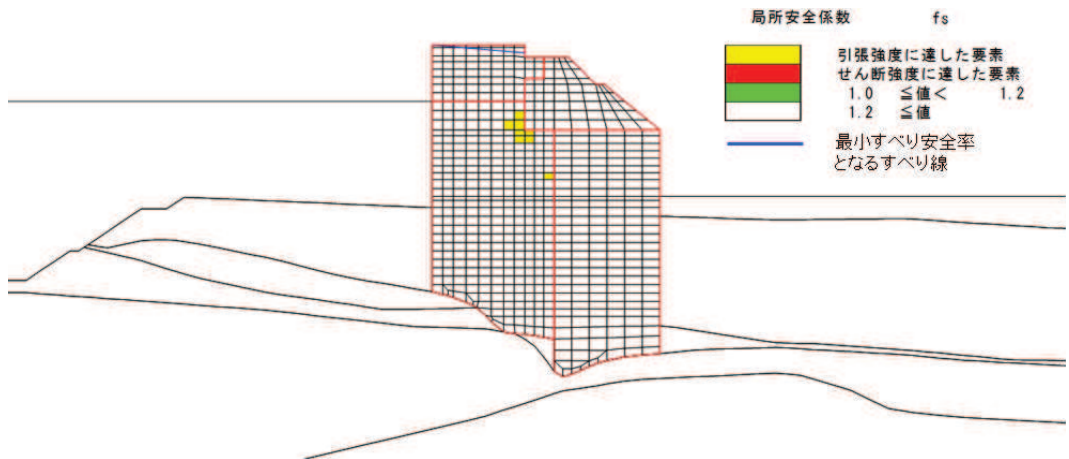 局所安全係数 fs
引張強度に達した要素
せん断強度に達した要素
1.0 ≦値< 1.2
1.2 ≦値
最小すべり安全率
となるすべり線